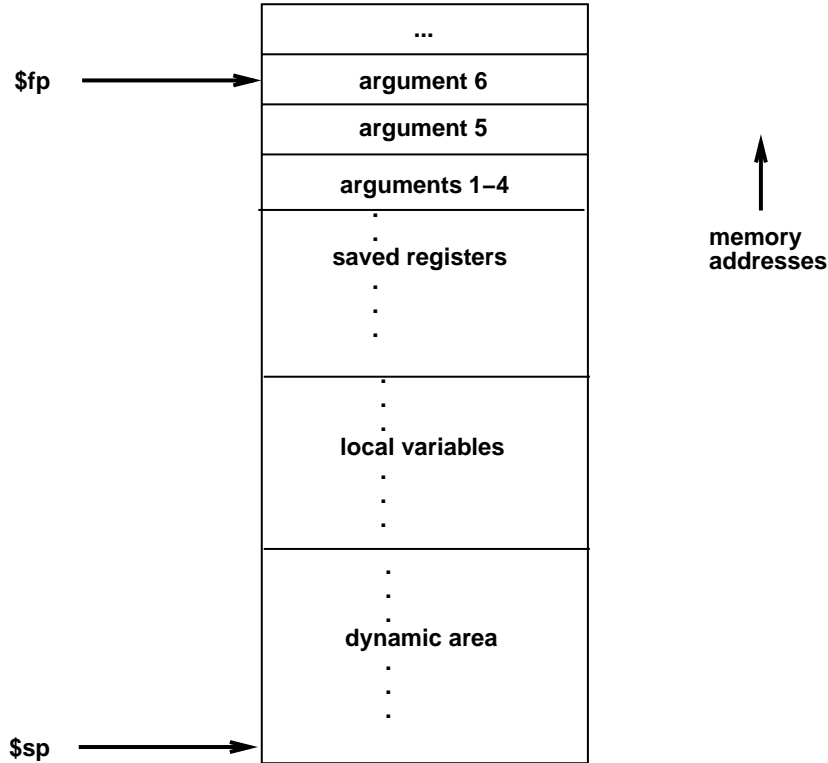 ...
$fp
argument 6
argument 5
arguments 1−4
saved registers
memory
addresses
local variables
dynamic area
$sp